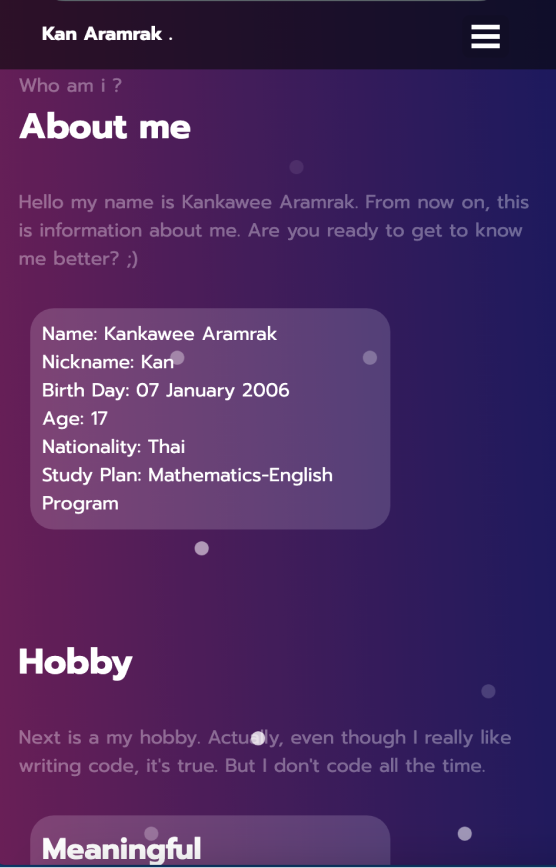 Kan Aramrak .
Who am i ?
About me
Hello my name is Kankawee Aramrak. From now on, this
is information about me. Are you ready to get to know
me better? ;)
Name: Kankawee Aramrak
Nickname: Kan
Birth Day: 07 January 2006
Age: 17
Nationality: Thai
Study Plan: Mathematics-English
Program
Hobby
Next is a my hobby. Actually, even though I really like
writing code, it's true. But I don't code all the time.
Meaningful